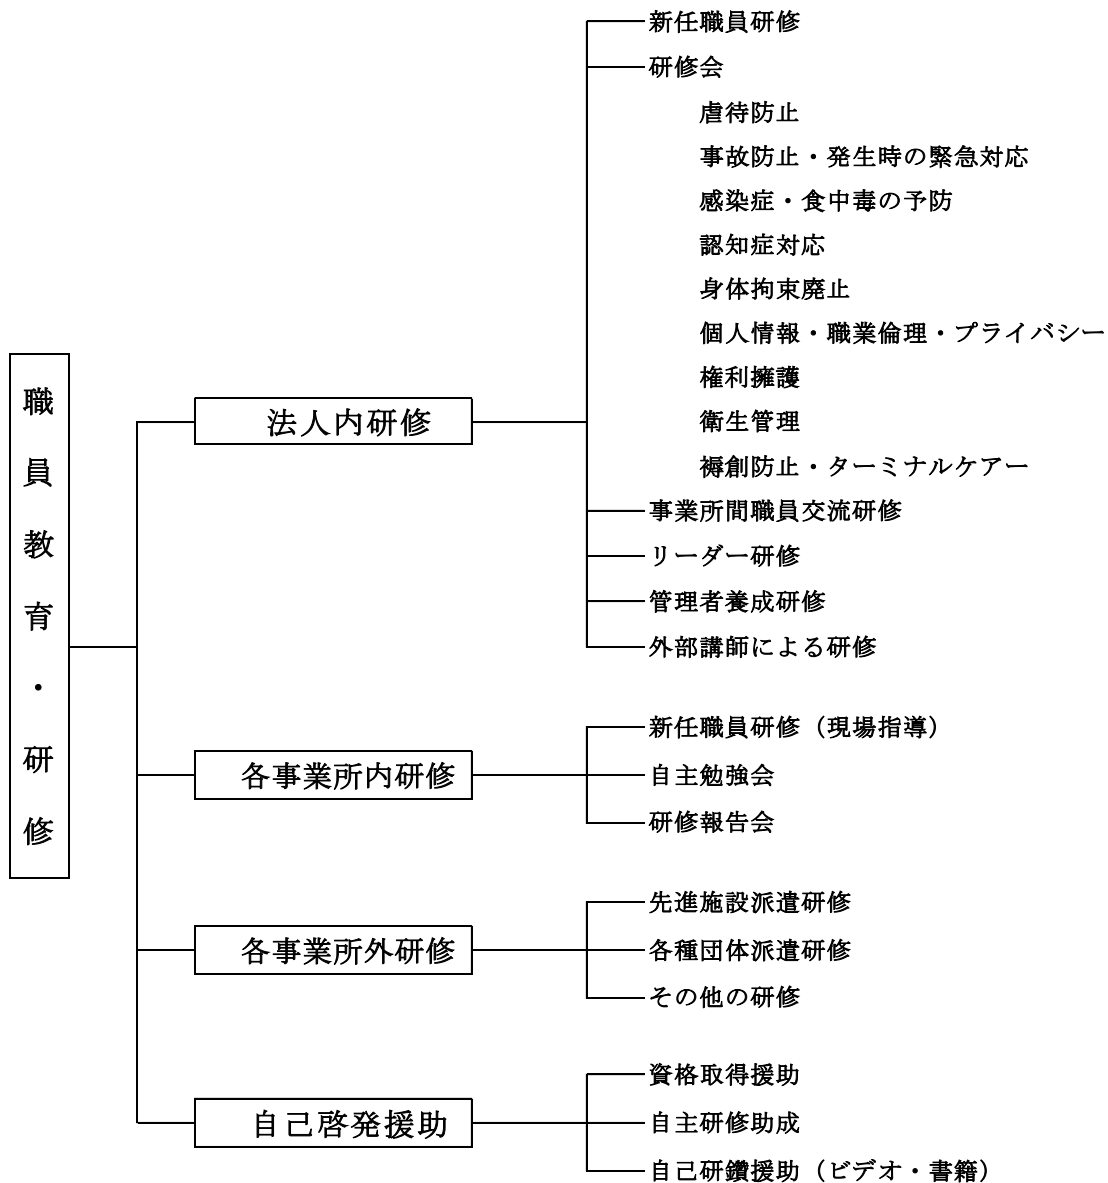 職員教育・研修
法人内研修
新任職員研修
研修会
虐待防止
事故防止・発生時の緊急対応
感染症・食中毒の予防
認知症対応
身体拘束廃止
個人情報・職業倫理・プライバシー
権利擁護
衛生管理
褥創防止・ターミナルケアー
事業所間職員交流研修
リーダー研修
管理者養成研修
外部講師による研修
各事業所内研修
新任職員研修（現場指導）
自主勉強会
研修報告会
各事業所外研修
先進施設派遣研修
各種団体派遣研修
その他の研修
自己啓発援助
資格取得援助
自主研修助成
自己研鑽援助（ビデオ・書籍）